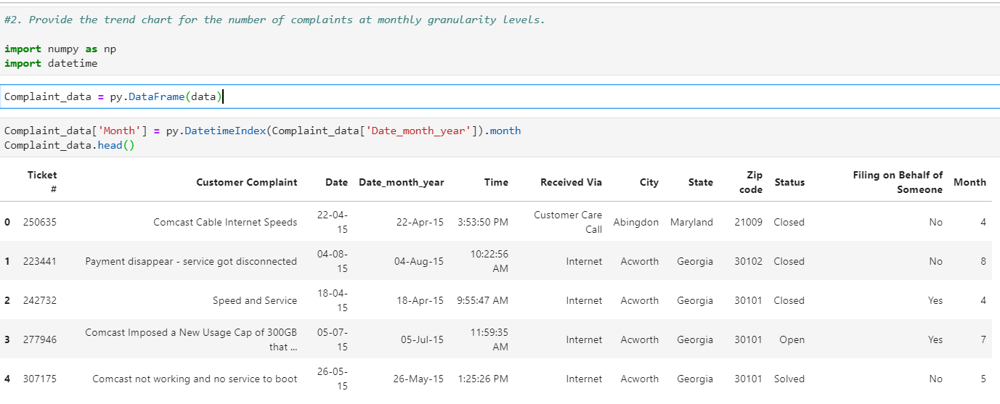 #2. Provide the trend chart for the number of complaints at monthly granularity levels.
import numpy as np
import datetime
Complaint_data = py.DataFrame(data)
Complaint_data['Month'] = py.DatetimeIndex(Complaint_data['Date_month_year']).month
Complaint_data.head()
Ticket # Customer Complaint Date Date_month_year Time Received Via City State Zip code Status Filing on Behalf of Someone Month
0 250635 Comcast Cable Internet Speeds 22-04-15 22-Apr-15 3:53:50 PM Customer Care Call Abingdon Maryland 21009 Closed No 4
1 223441 Payment disappear - service got disconnected 04-08-15 04-Aug-15 10:22:56 AM Internet Acworth Georgia 30102 Closed No 8
2 242732 Speed and Service 18-04-15 18-Apr-15 9:55:47 AM Internet Acworth Georgia 30101 Closed Yes 4
3 277946 Comcast Imposed a New Usage Cap of 300GB that ... 05-07-15 05-Jul-15 11:59:35 AM Internet Acworth Georgia 30101 Open Yes 7
4 307175 Comcast not working and no service to boot 26-05-15 26-May-15 1:25:26 PM Internet Acworth Georgia 30101 Solved No 5